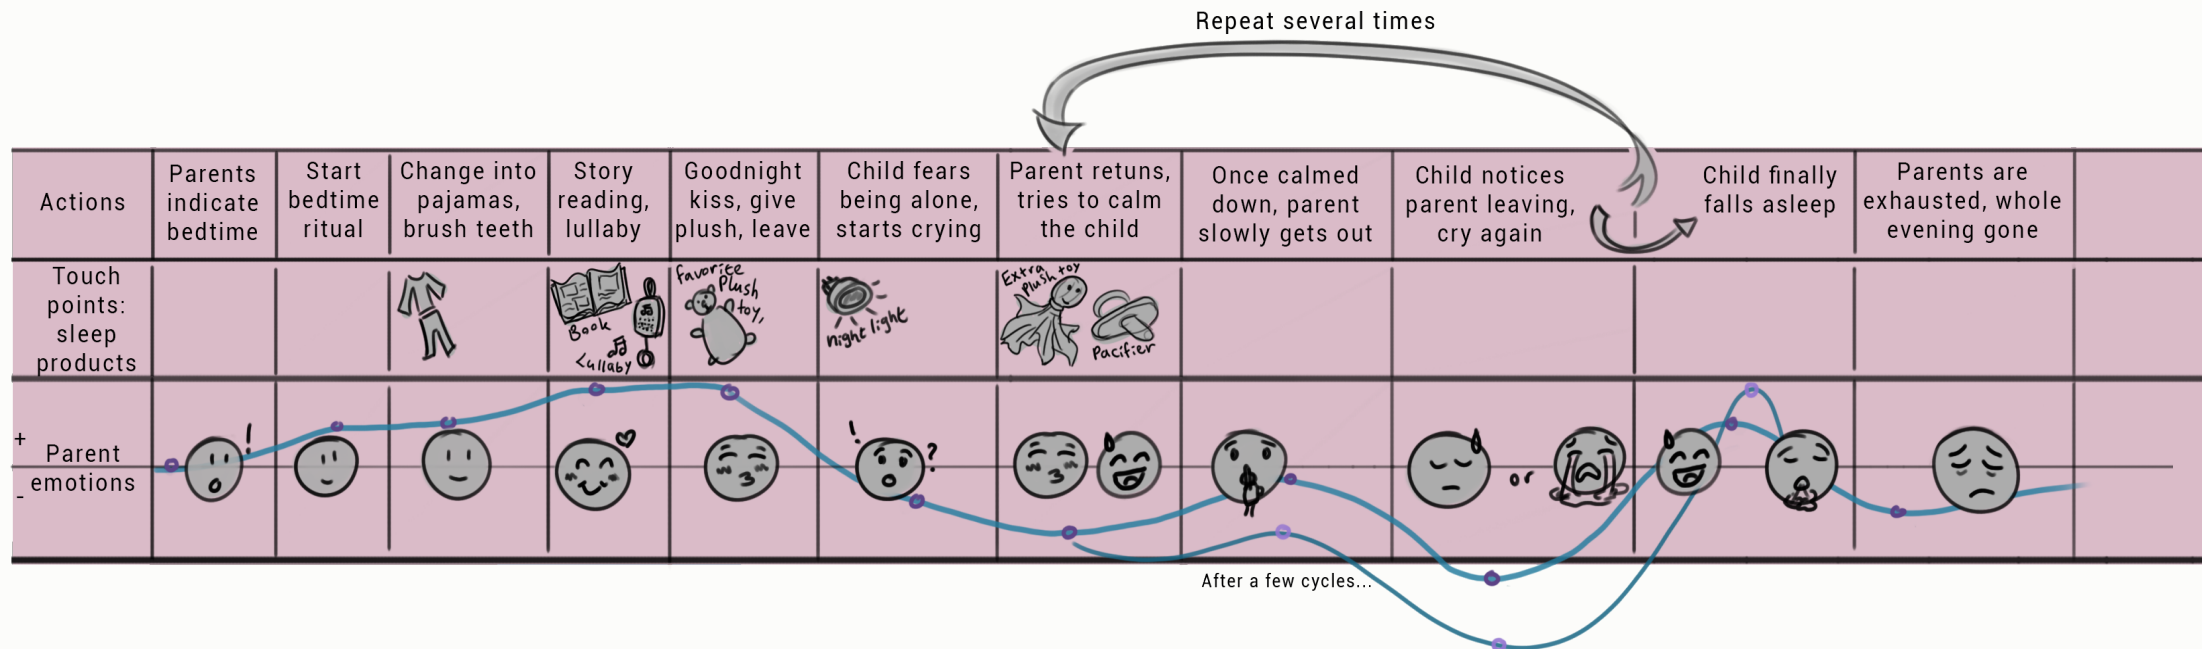 Repeat several times
Actions
Parents
indicate
bedtime
Start
bedtime
ritual
Change into
pajamas,
brush teeth
Story
reading,
lullaby
Goodnight
kiss, give
plush, leave
Child fears
being alone,
starts crying
Parent retuns,
tries to calm
the child
Once calmed
down, parent
slowly gets out
Child notices
parent leaving,
cry again
Child finally
falls asleep
Parents are
exhausted, whole
evening gone
Touch
points:
sleep
products
Book
Lullaby
favorite
Plush
toy,
night light
Extra
Plush toy
Pacifier
+
Parent
emotions
-
!
!
?
or
After a few cycles...